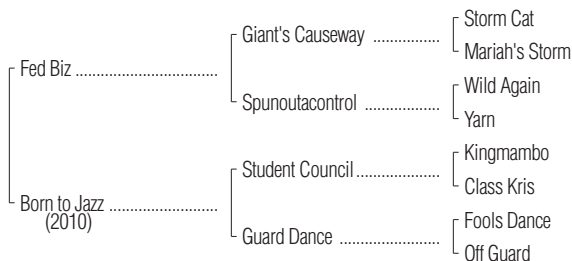 Storm Cat
Giant's Causeway ................
Mariah's Storm
Fed Biz ..................................
Wild Again
Spunoutacontrol ..................
Yarn
Kingmambo
Student Council ....................
Class Kris
Born to Jazz ..........................
(2010)
Fools Dance
Guard Dance ........................
Off Guard